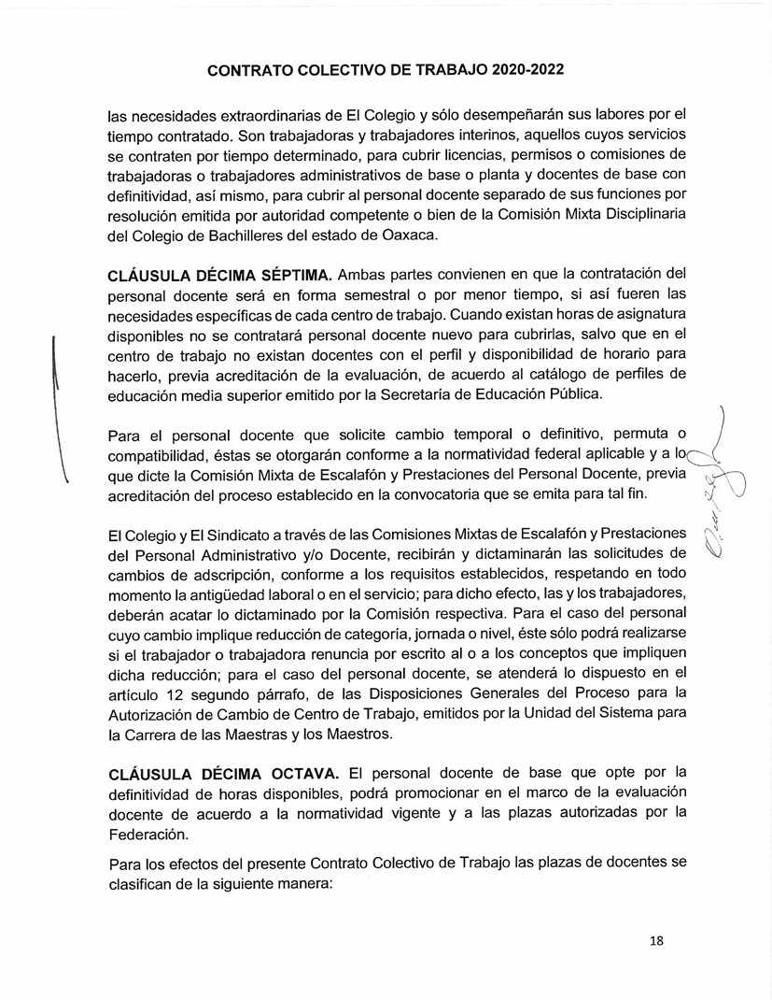 CONTRATO COLECTIVO DE TRABAJO 2020-2022
las necesidades extraordinarias de El Colegio y sólo desempeñarán sus labores por el
tiempo contratado. Son trabajadoras y trabajadores interinos, aquellos cuyos servicios
se contraten por tiempo determinado, para cubrir licencias, permisos o comisiones de
trabajadoras o trabajadores administrativos de base o planta y docentes de base con
definitividad, así mismo, para cubrir al personal docente separado de sus funciones por
resolución emitida por autoridad competente o bien de la Comisión Mixta Disciplinaria
del Colegio de Bachilleres del estado de Oaxaca.
CLÁUSULA DÉCIMA SÉPTIMA. Ambas partes convienen en que la contratación del
personal docente será en forma semestral o por menor tiempo, si así fueren las
necesidades específicas de cada centro de trabajo. Cuando existan horas de asignatura
disponibles no se contratará personal docente nuevo para cubrirlas, salvo que en el
centro de trabajo no existan docentes con el perfil y disponibilidad de horario para
hacerlo, previa acreditación de la evaluación, de acuerdo al catálogo de perfiles de
educación media superior emitido por la Secretaría de Educación Pública.
Para el personal docente que solicite cambio temporal o definitivo, permuta o
compatibilidad, éstas se otorgarán conforme a la normatividad federal aplicable y a lo
que dicte la Comisión Mixta de Escalafón y Prestaciones del Personal Docente, previa
acreditación del proceso establecido en la convocatoria que se emita para tal fin.
El Colegio y El Sindicato a través de las Comisiones Mixtas de Escalafón y Prestaciones
del Personal Administrativo y/o Docente, recibirán y dictaminarán las solicitudes de
cambios de adscripción, conforme a los requisitos establecidos, respetando en todo
momento la antigüedad laboral o en el servicio; para dicho efecto, las y los trabajadores,
deberán acatar lo dictaminado por la Comisión respectiva. Para el caso del personal
cuyo cambio implique reducción de categoría, jornada o nivel, éste sólo podrá realizarse
si el trabajador o trabajadora renuncia por escrito al o a los conceptos que impliquen
dicha reducción; para el caso del personal docente, se atenderá lo dispuesto en el
artículo 12 segundo párrafo, de las Disposiciones Generales del Proceso para la
Autorización de Cambio de Centro de Trabajo, emitidos por la Unidad del Sistema para
la Carrera de las Maestras y los Maestros.
CLÁUSULA DÉCIMA OCTAVA. El personal docente de base que opte por la
definitividad de horas disponibles, podrá promocionar en el marco de la evaluación
docente de acuerdo a la normatividad vigente y a las plazas autorizadas por la
Federación.
Para los efectos del presente Contrato Colectivo de Trabajo las plazas de docentes se
clasifican de la siguiente manera:
18